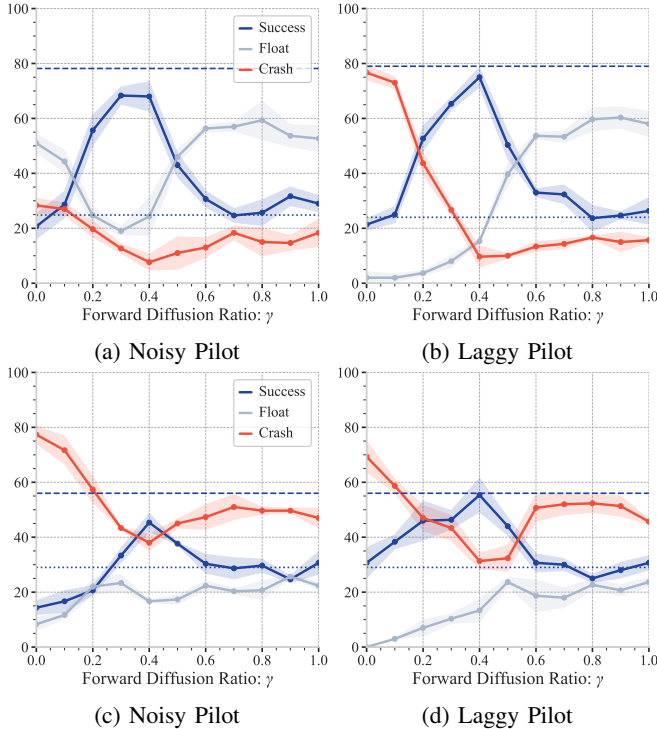 100
80
60
40
20
0
0.0 0.2 0.4 0.6 0.8 1.0
Success
Float
Crash
Forward Diffusion Ratio: γ
(a) Noisy Pilot
100
80
60
40
20
0
0.0 0.2 0.4 0.6 0.8 1.0
Forward Diffusion Ratio: γ
(b) Laggy Pilot
100
80
60
40
20
0
0.0 0.2 0.4 0.6 0.8 1.0
Success
Float
Crash
Forward Diffusion Ratio: γ
(c) Noisy Pilot
100
80
60
40
20
0
0.0 0.2 0.4 0.6 0.8 1.0
Forward Diffusion Ratio: γ
(d) Laggy Pilot